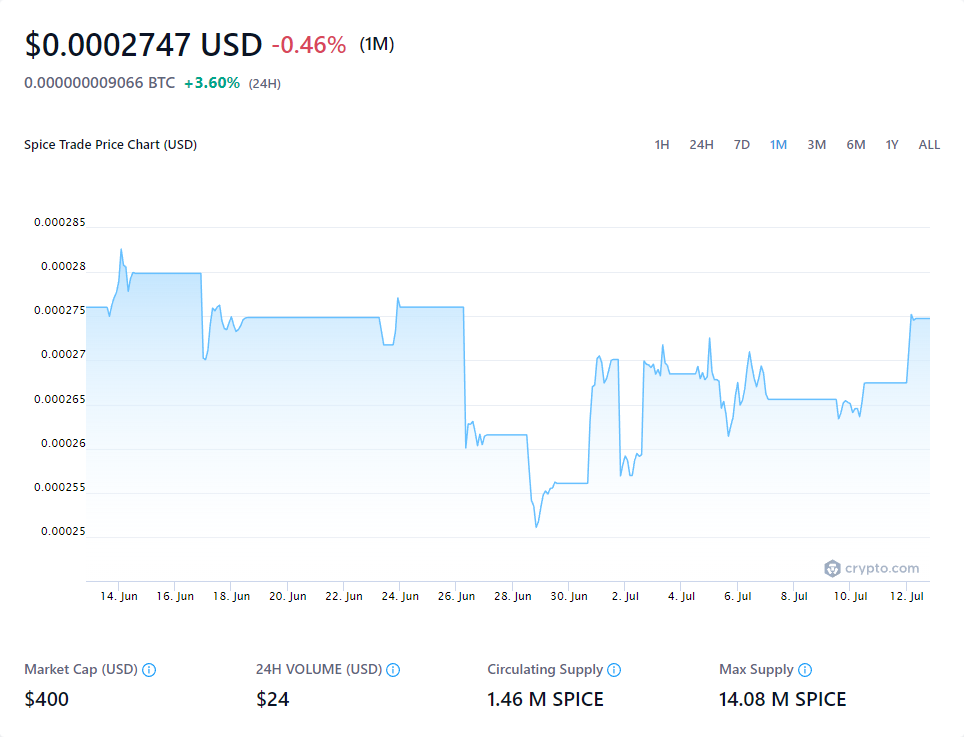 $0.0002747 USD -0.46% (1M)
0.000000009066 BTC +3.60% (24H)
Spice Trade Price Chart (USD)
1H 24H 7D 1M 3M 6M 1Y ALL
0.000285
0.00028
0.000275
0.00027
0.000265
0.00026
0.000255
0.00025
crypto.com
14. Jun 16. Jun 18. Jun 20. Jun 22. Jun 24. Jun 26. Jun 28. Jun 30. Jun 2. Jul 4. Jul 6. Jul 8. Jul 10. Jul 12. Jul
Market Cap (USD) 24H VOLUME (USD) Circulating Supply Max Supply
$400 $24 1.46 M SPICE 14.08 M SPICE